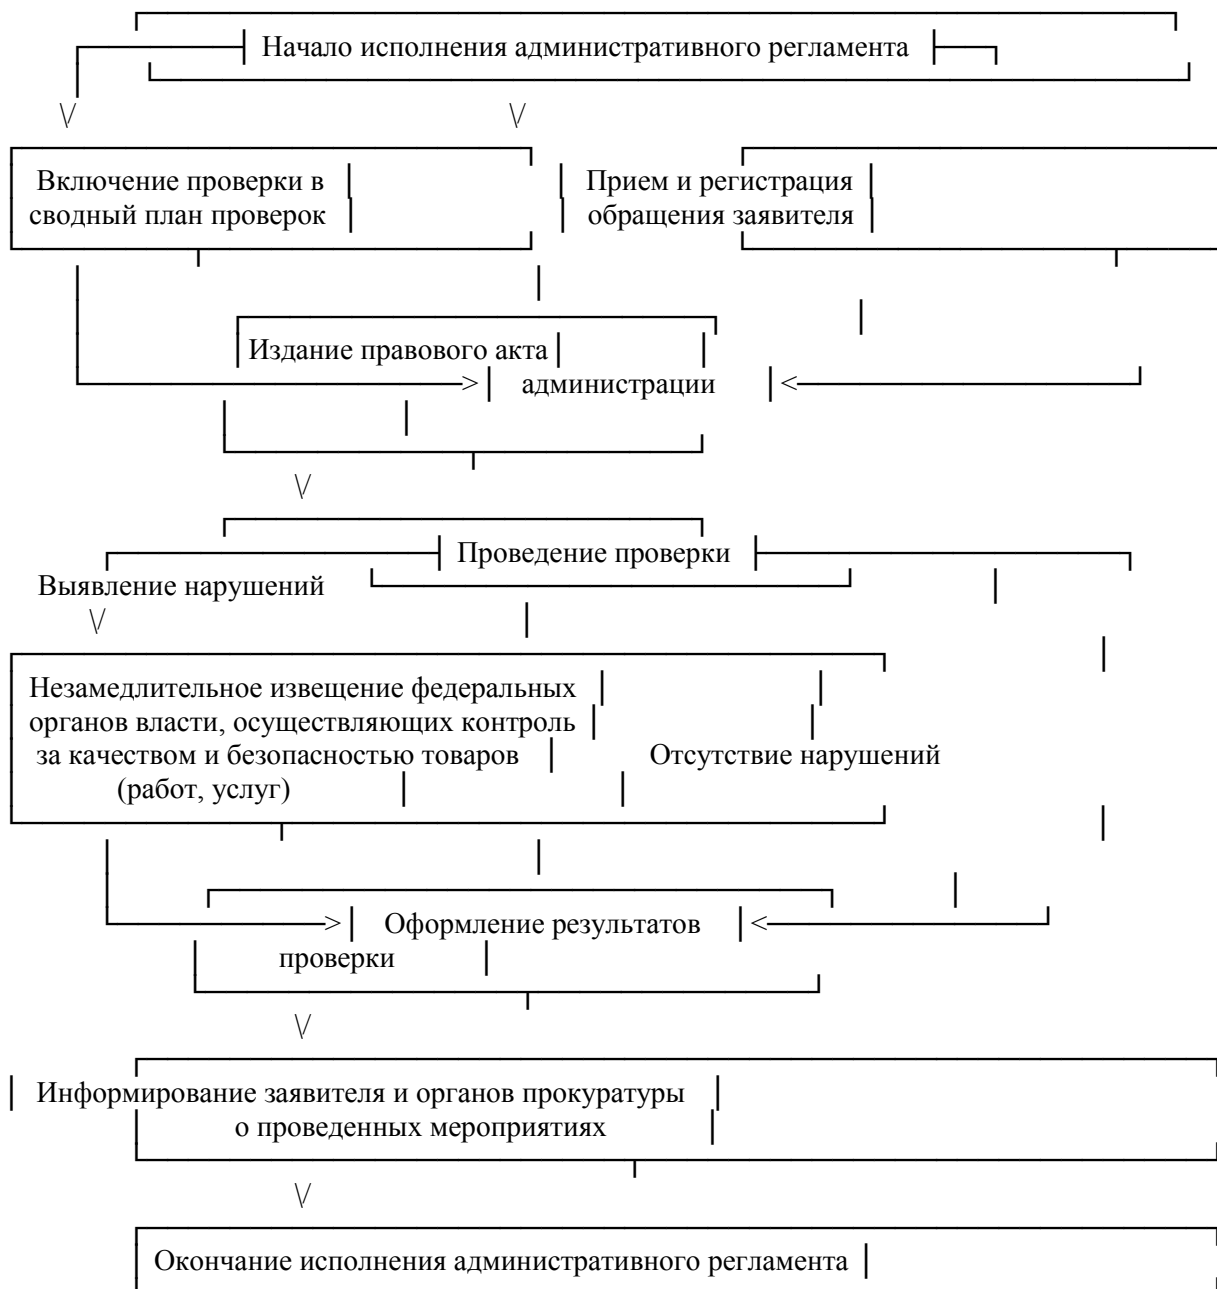 Начало исполнения административного регламента
Включение проверки в
сводный план проверок
Прием и регистрация
обращения заявителя
Издание правового акта
администрации
Проведение проверки
Выявление нарушений
Незамедлительное извещение федеральных
органов власти, осуществляющих контроль
за качеством и безопасностью товаров
(работ, услуг)
Отсутствие нарушений
Оформление результатов
проверки
Информирование заявителя и органов прокуратуры
о проведенных мероприятиях
Окончание исполнения административного регламента